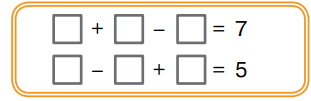 □ + □ – □ = 7
□ – □ + □ = 5